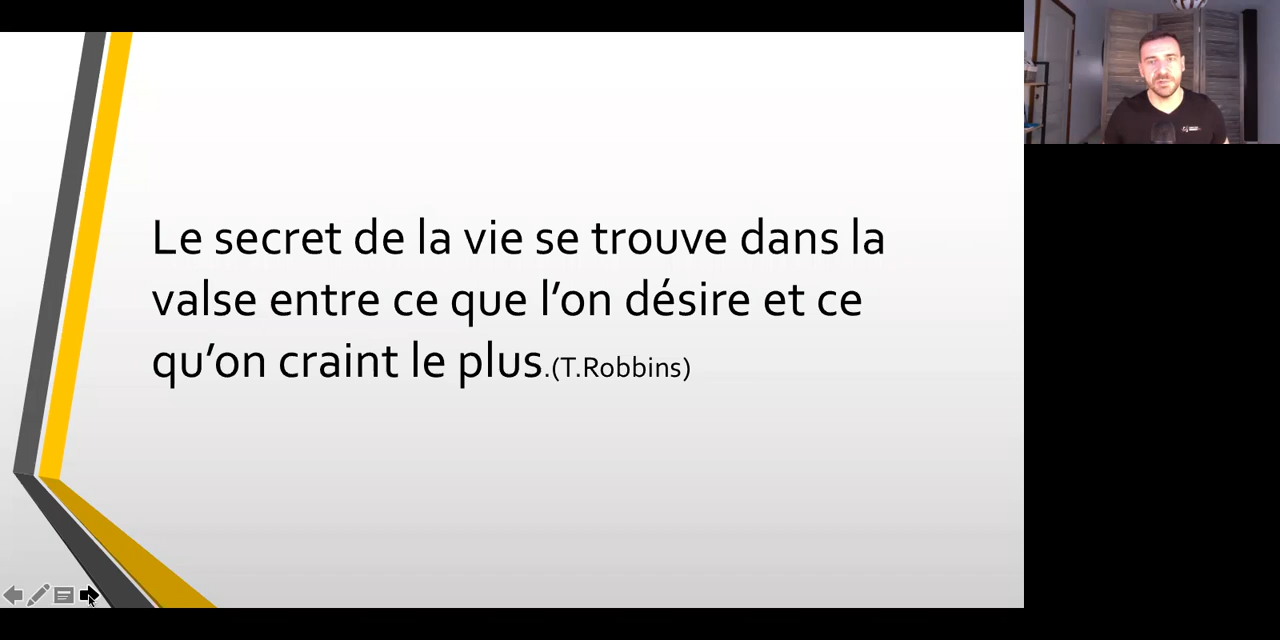 Le secret de la vie se trouve dans la
valse entre ce que l’on désire et ce
qu’on craint le plus.(T.Robbins)